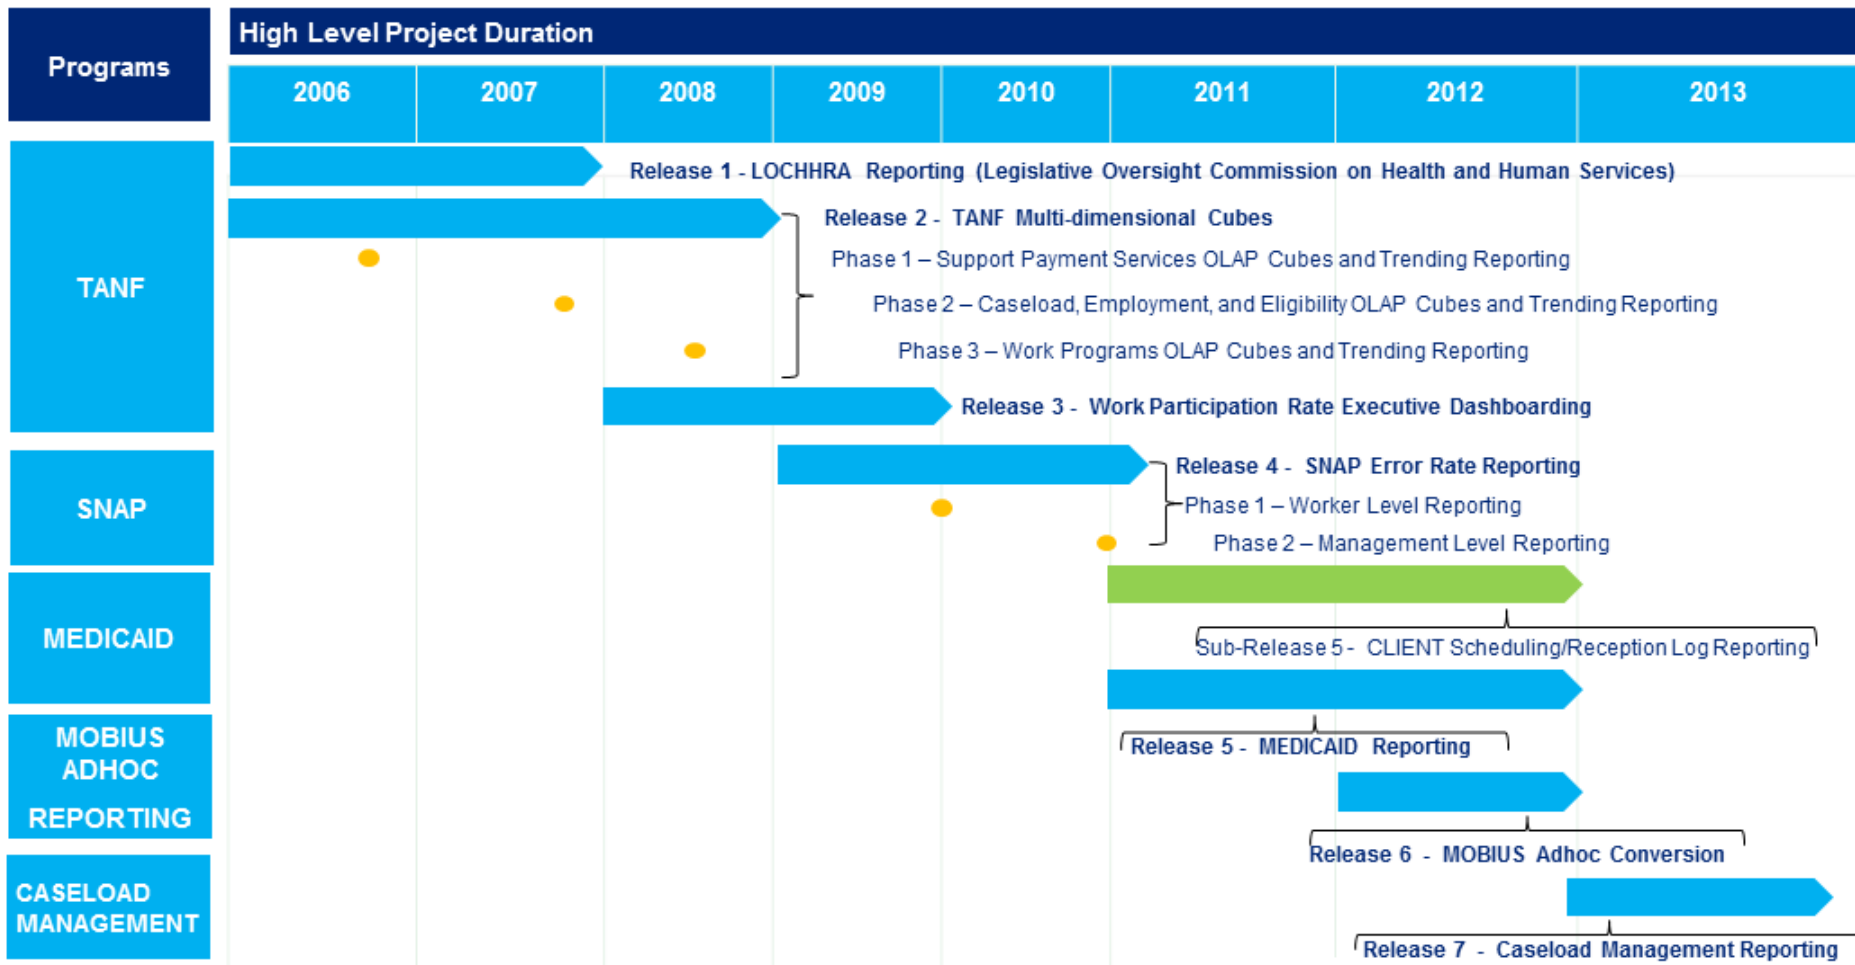 Programs
High Level Project Duration
2006
2007
2008
2009
2010
2011
2012
2013
TANF
Release 1 - LOCHHRA Reporting (Legislative Oversight Commission on Health and Human Services)
Release 2 - TANF Multi-dimensional Cubes
Phase 1 – Support Payment Services OLAP Cubes and Trending Reporting
Phase 2 – Caseload, Employment, and Eligibility OLAP Cubes and Trending Reporting
Phase 3 – Work Programs OLAP Cubes and Trending Reporting
Release 3 - Work Participation Rate Executive Dashboarding
SNAP
Release 4 - SNAP Error Rate Reporting
Phase 1 – Worker Level Reporting
Phase 2 – Management Level Reporting
MEDICAID
Sub-Release 5 - CLIENT Scheduling/Reception Log Reporting
Release 5 - MEDICAID Reporting
MOBIUS
ADHOC
REPORTING
Release 6 - MOBIUS Adhoc Conversion
CASELOAD
MANAGEMENT
Release 7 - Caseload Management Reporting